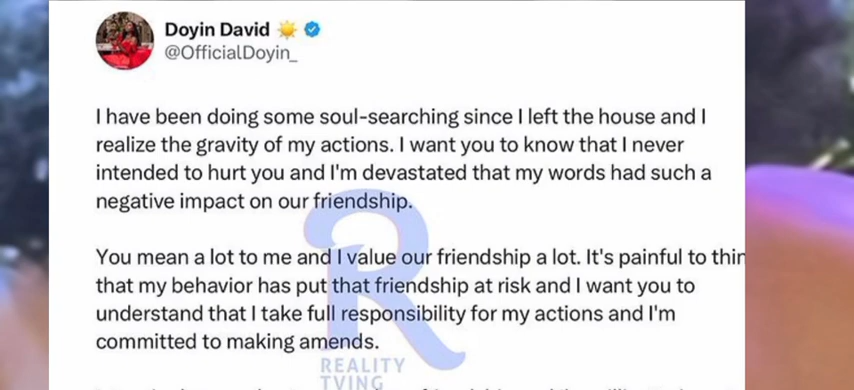 Doyin David
@OfficialDoyin_
I have been doing some soul-searching since I left the house and I
realize the gravity of my actions. I want you to know that I never
intended to hurt you and I'm devastated that my words had such a
negative impact on our friendship.
You mean a lot to me and I value our friendship a lot. It's painful to thin
that my behavior has put that friendship at risk and I want you to
understand that I take full responsibility for my actions and I'm
committed to making amends.
R
REALITY
TVING